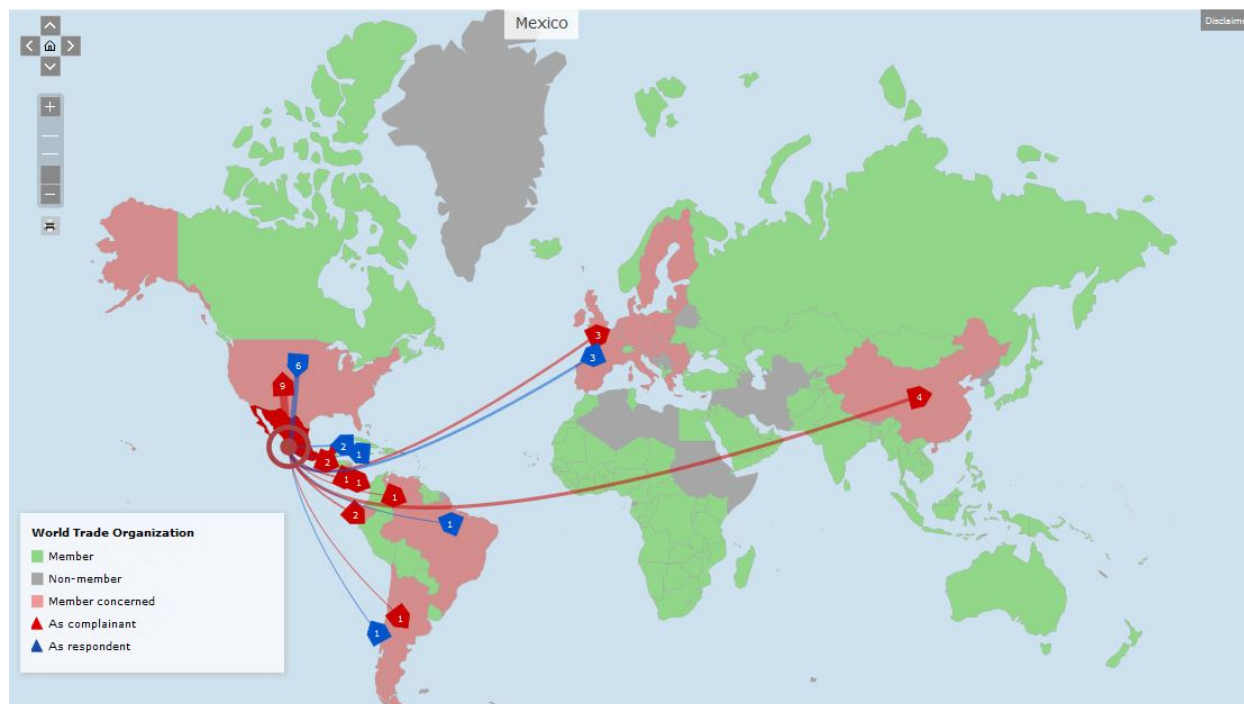 Mexico
Disclaime
6
9
3
3
4
2
1
2
1
1
1
2
1
1
1
World Trade Organization
Member
Non-member
Member concerned
As complainant
As respondent